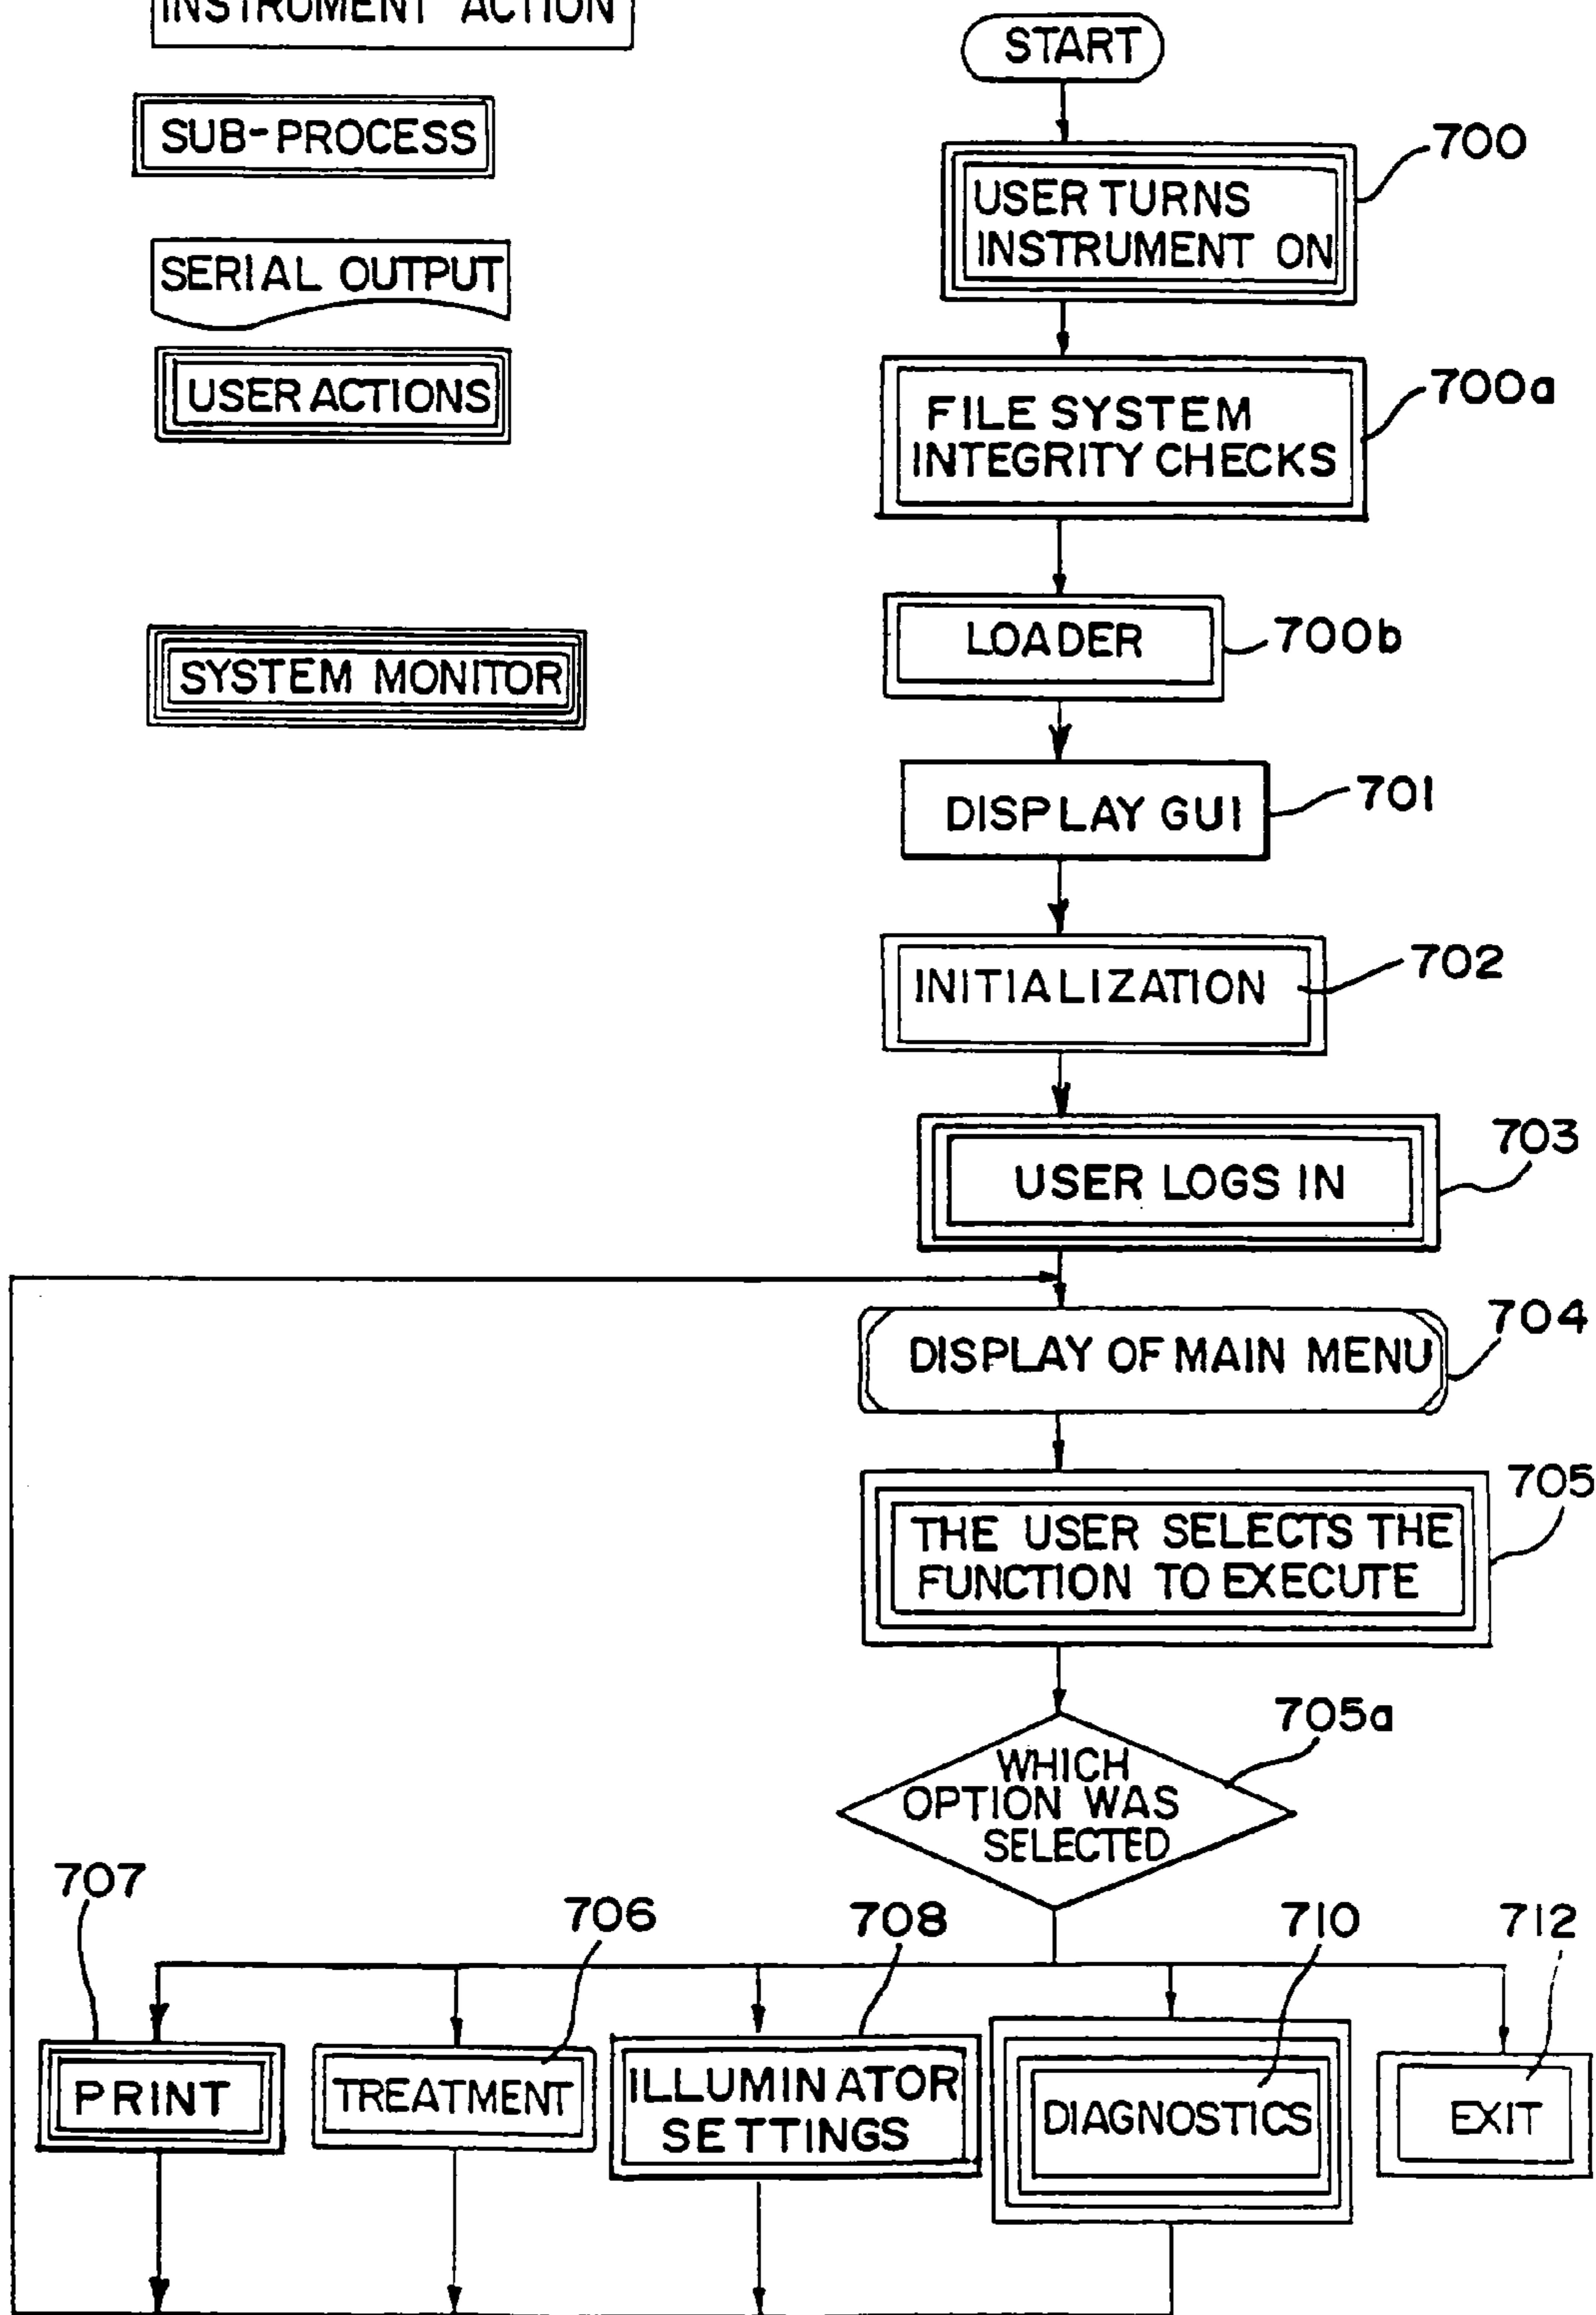 INSTRUMENT ACTION
SUB-PROCESS
SERIAL OUTPUT
USER ACTIONS
SYSTEM MONITOR
START
700
USER TURNS
INSTRUMENT ON
700a
FILE SYSTEM
INTEGRITY CHECKS
LOADER
700b
DISPLAY GUI
701
INITIALIZATION
702
USER LOGS IN
703
DISPLAY OF MAIN MENU
704
THE USER SELECTS THE
FUNCTION TO EXECUTE
705
705a
WHICH
OPTION WAS
SELECTED
707
706
708
710
712
PRINT
TREATMENT
ILLUMINATOR
SETTINGS
DIAGNOSTICS
EXIT